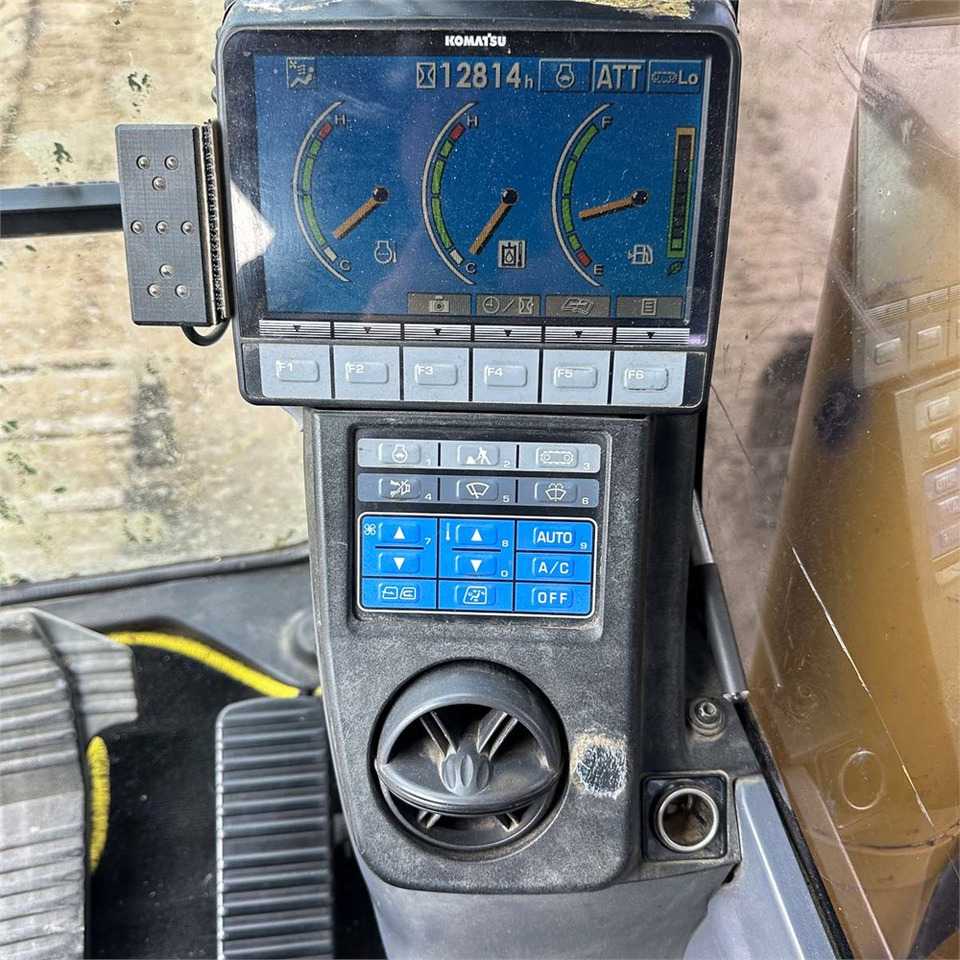 KOMATSU
12814h ATT Lo
H H F
C C E
F1 F2 F3 F4 F5 F6
1 2 3
4 5 6
7 8 AUTO 9
0 A/C
OFF